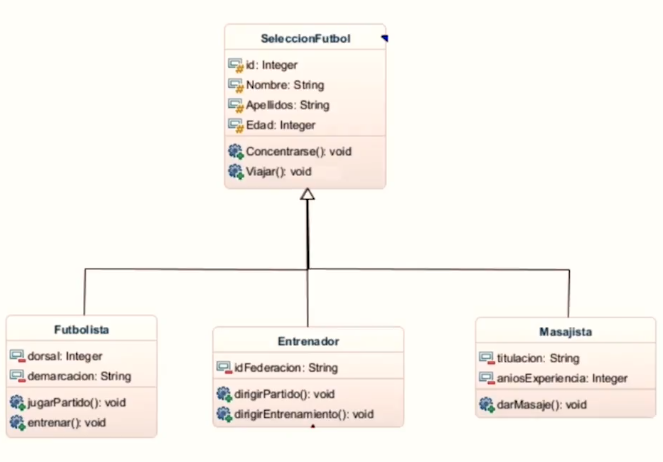 SeleccionFutbol
id: Integer
Nombre: String
Apellidos: String
Edad: Integer
Concentrarse(): void
Viajar(): void
Futbolista
dorsal: Integer
demarcacion: String
jugarPartido(): void
entrenar(): void
Entrenador
idFederacion: String
dirigirPartido(): void
dirigirEntrenamiento(): void
Masajista
titulacion: String
aniosExperiencia: Integer
darMasaje(): void